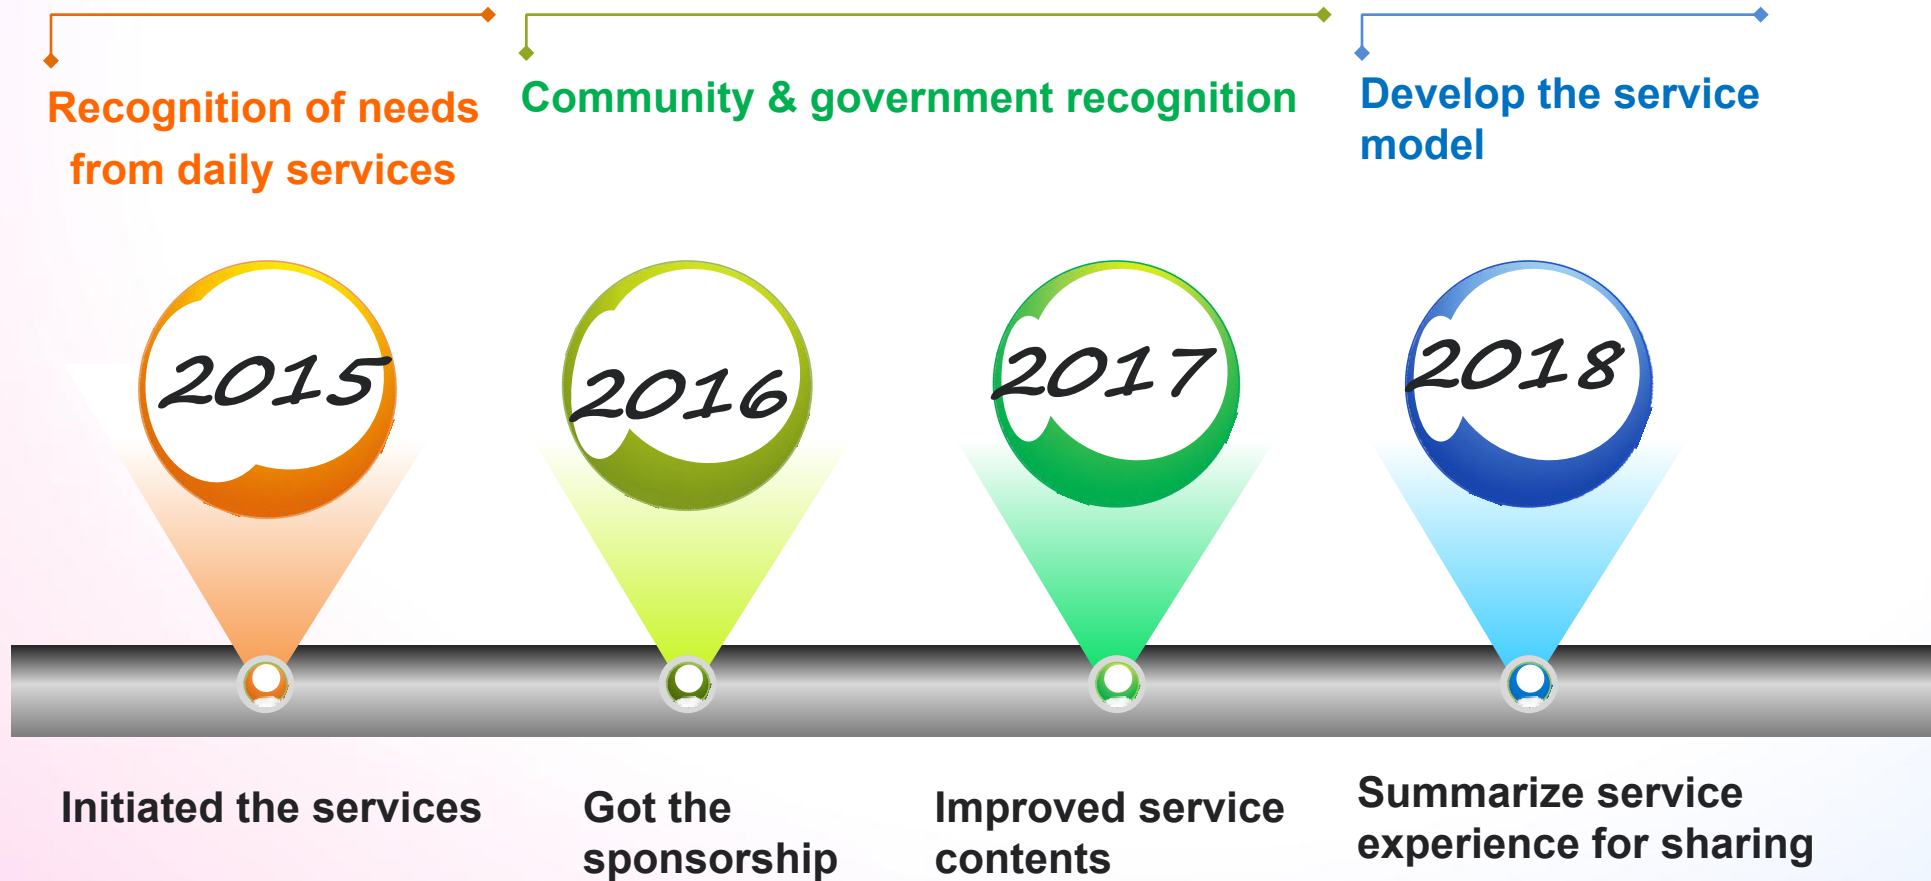 Recognition of needs
from daily services
Community & government recognition
Develop the service
model
2015
2016
2017
2018
Initiated the services
Got the
sponsorship
Improved service
contents
Summarize service
experience for sharing